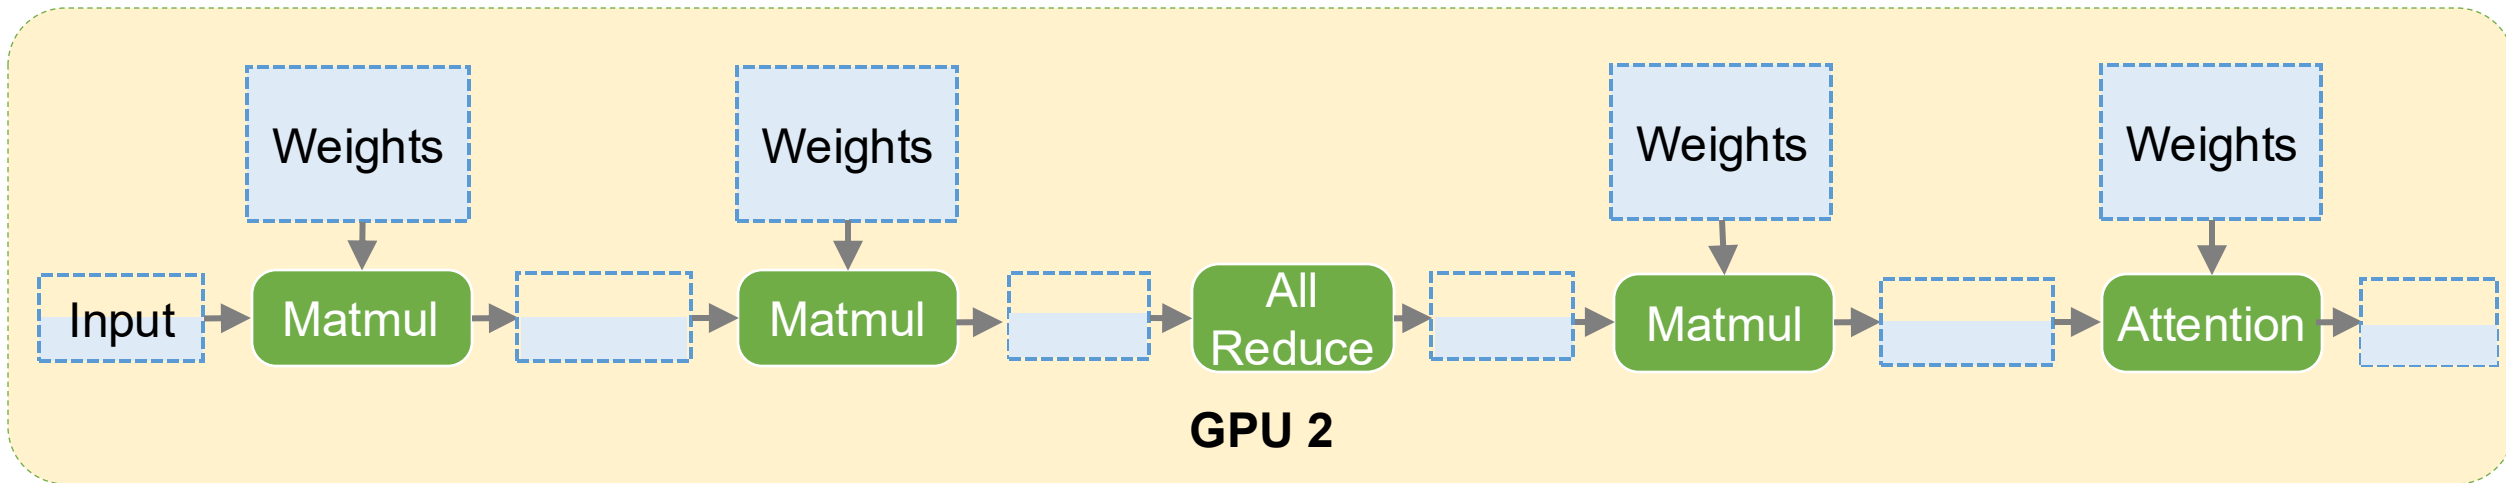 Weights
Weights
Weights
Weights
Input
Matmul
Matmul
All
Reduce
Matmul
Attention
GPU 2